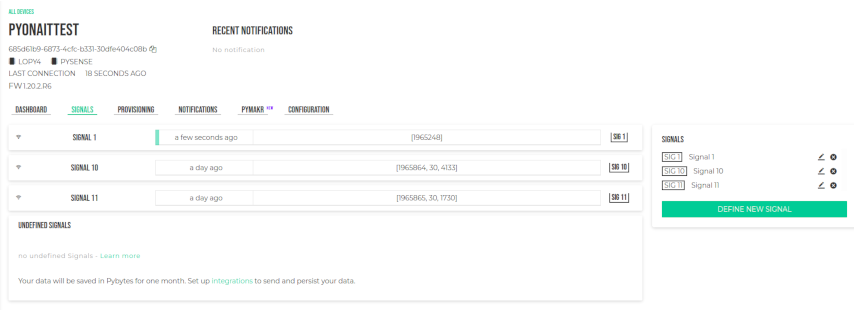 ALL DEVICES
PYONAITTEST
685d61b9-6873-4cfc-b331-30dfe404c08b
LOPY4 PYSENSE
LAST CONNECTION 18 SECONDS AGO
FW1.20.2.R6
RECENT NOTIFICATIONS
No notification
DASHBOARD SIGNALS PROVISIONING NOTIFICATIONS PYMAKR NEW CONFIGURATION
SIGNAL 1 a few seconds ago [1965248] SIG 1
SIGNAL 10 a day ago [1965864, 30, 4133] SIG 10
SIGNAL 11 a day ago [1965865, 30, 1730] SIG 11
UNDEFINED SIGNALS
no undefined Signals - Learn more
Your data will be saved in Pybytes for one month. Set up integrations to send and persist your data.
SIGNALS
SIG 1 Signal 1
SIG 10 Signal 10
SIG 11 Signal 11
DEFINE NEW SIGNAL